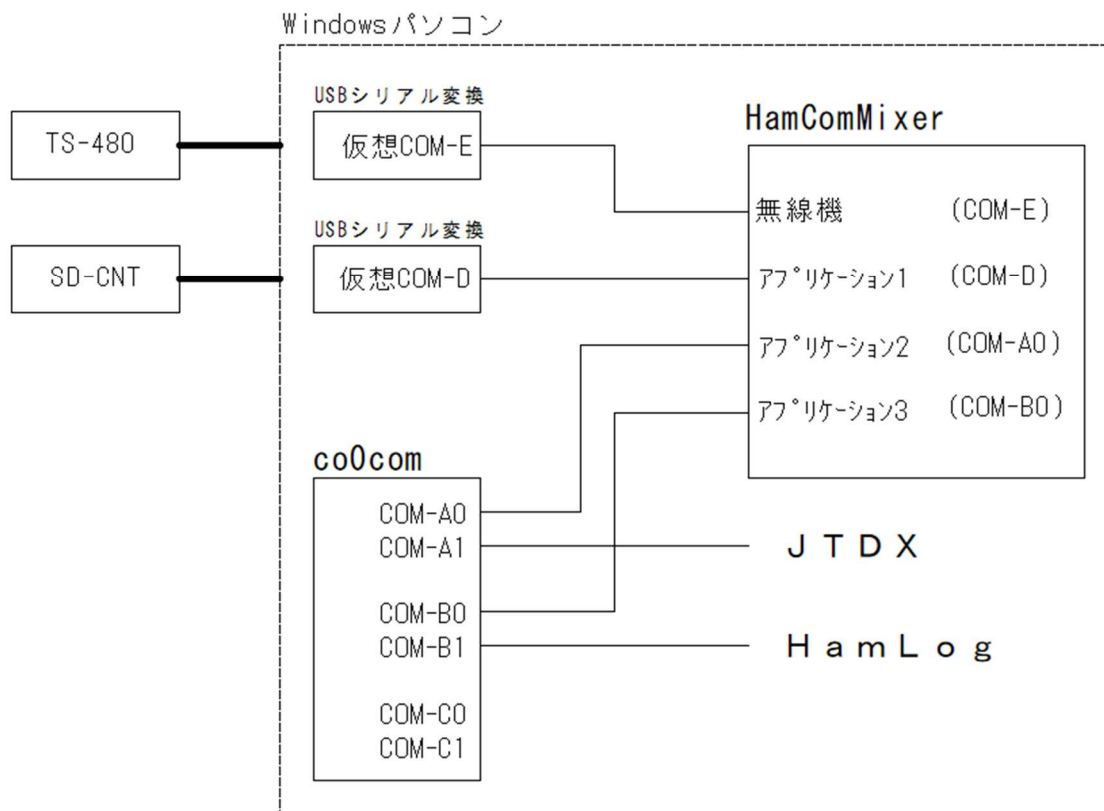 Windowsパソコン
USBシリアル変換
TS-480
仮想COM-E
HamComMixer
無線機 (COM-E)
USBシリアル変換
SD-CNT
仮想COM-D
ｱﾌﾟﾘｹｰｼｮﾝ1 (COM-D)
ｱﾌﾟﾘｹｰｼｮﾝ2 (COM-A0)
ｱﾌﾟﾘｹｰｼｮﾝ3 (COM-B0)
co0com
COM-A0
COM-A1
ＪＴＤＸ
COM-B0
COM-B1
ＨａｍＬｏｇ
COM-C0
COM-C1